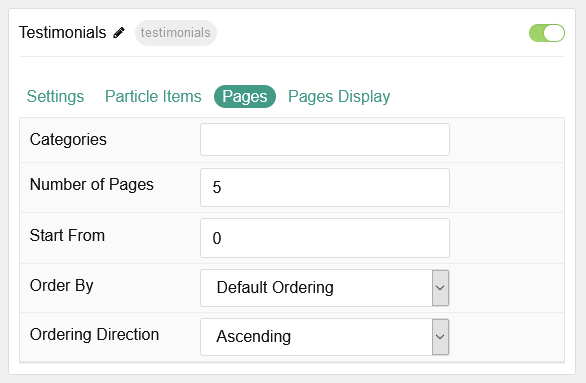 Testimonials testimonials
Settings Particle Items Pages Pages Display
Categories
Number of Pages 5
Start From 0
Order By Default Ordering
Ordering Direction Ascending